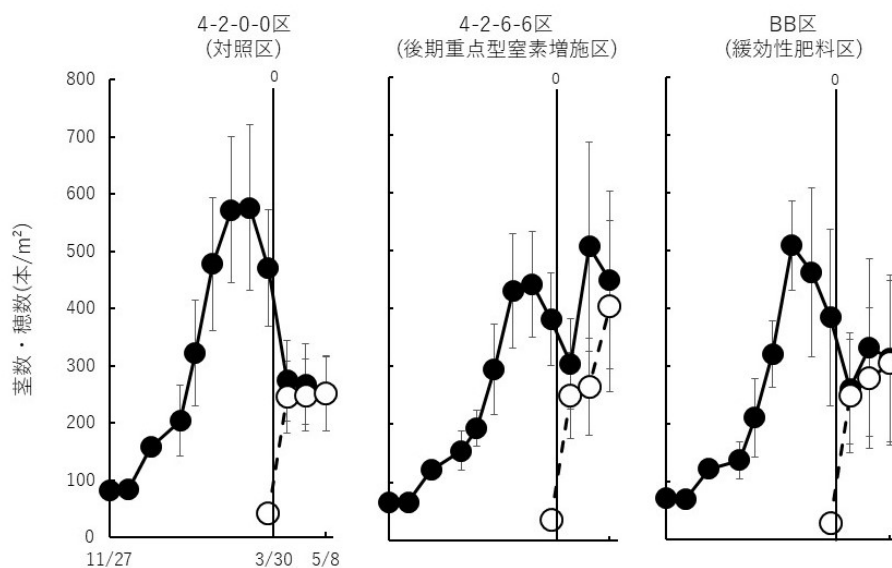 4-2-0-0区
(対照区)
4-2-6-6区
(後期重点型窒素増施区)
BB区
(緩効性肥料区)
0
0
0
800
700
600
500
400
300
200
100
0
茎数・穂数(本/m²)
11/27
3/30
5/8